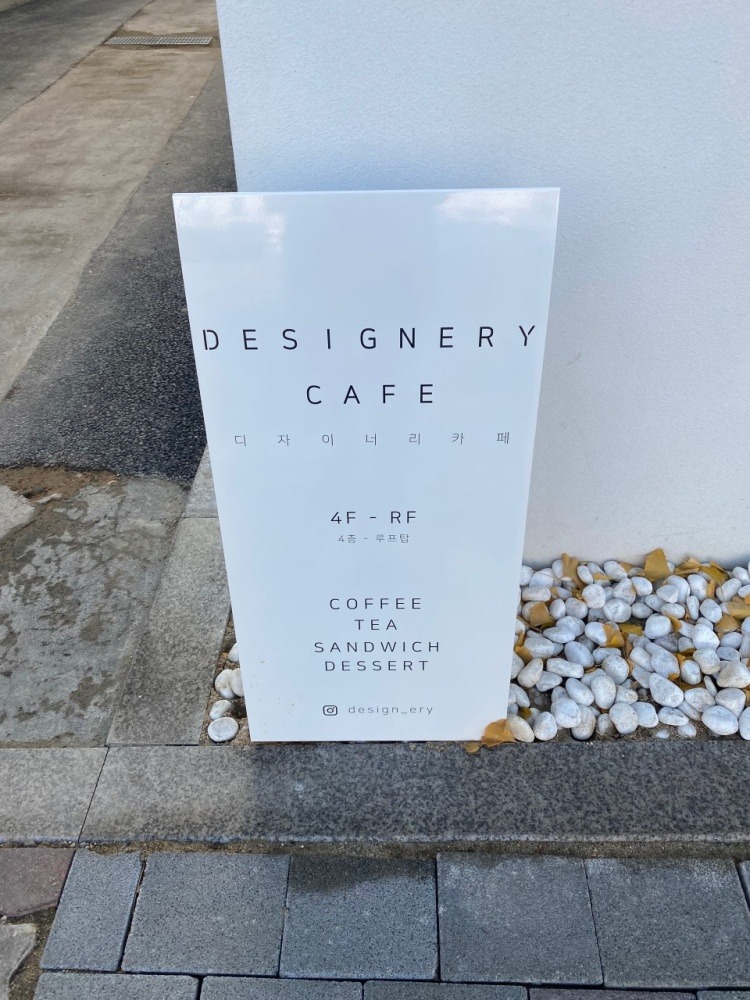 DESIGNERY
CAFE
디자이너리카페
4F - RF
4층 - 루프탑
COFFEE
TEA
SANDWICH
DESSERT
design_ery